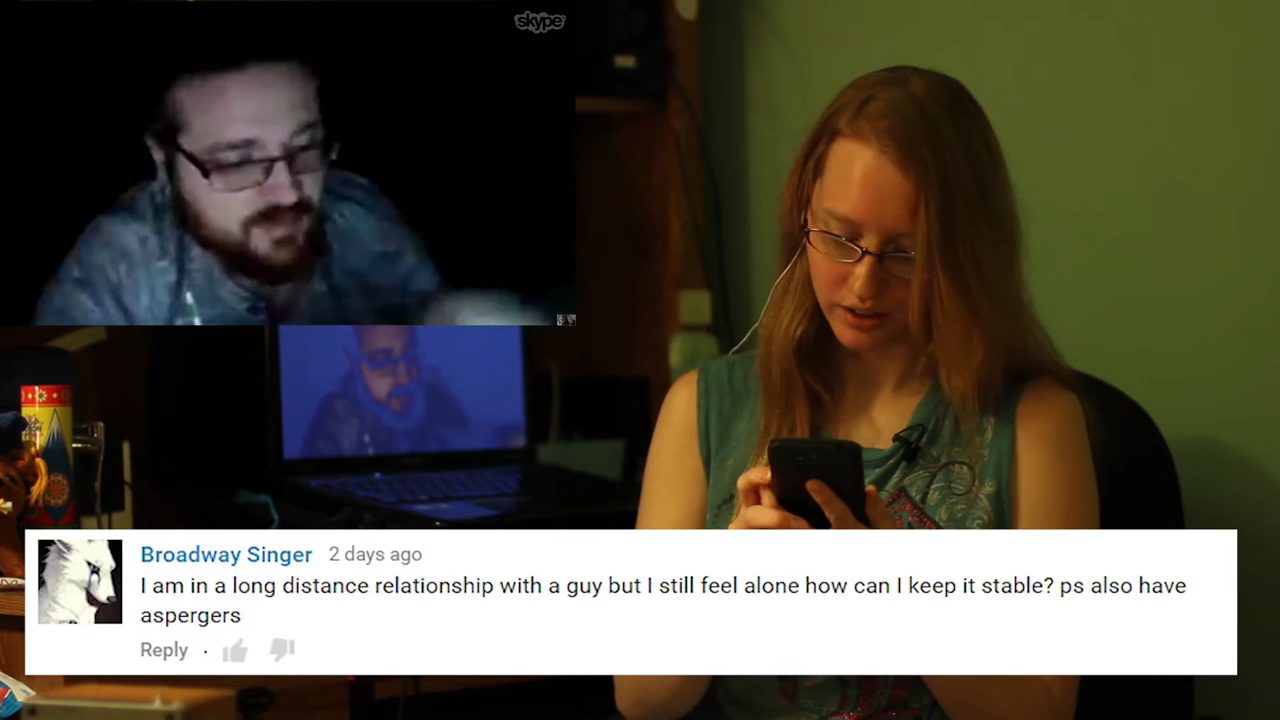 skype
Broadway Singer 2 days ago
I am in a long distance relationship with a guy but I still feel alone how can I keep it stable? ps also have
aspergers
Reply ·